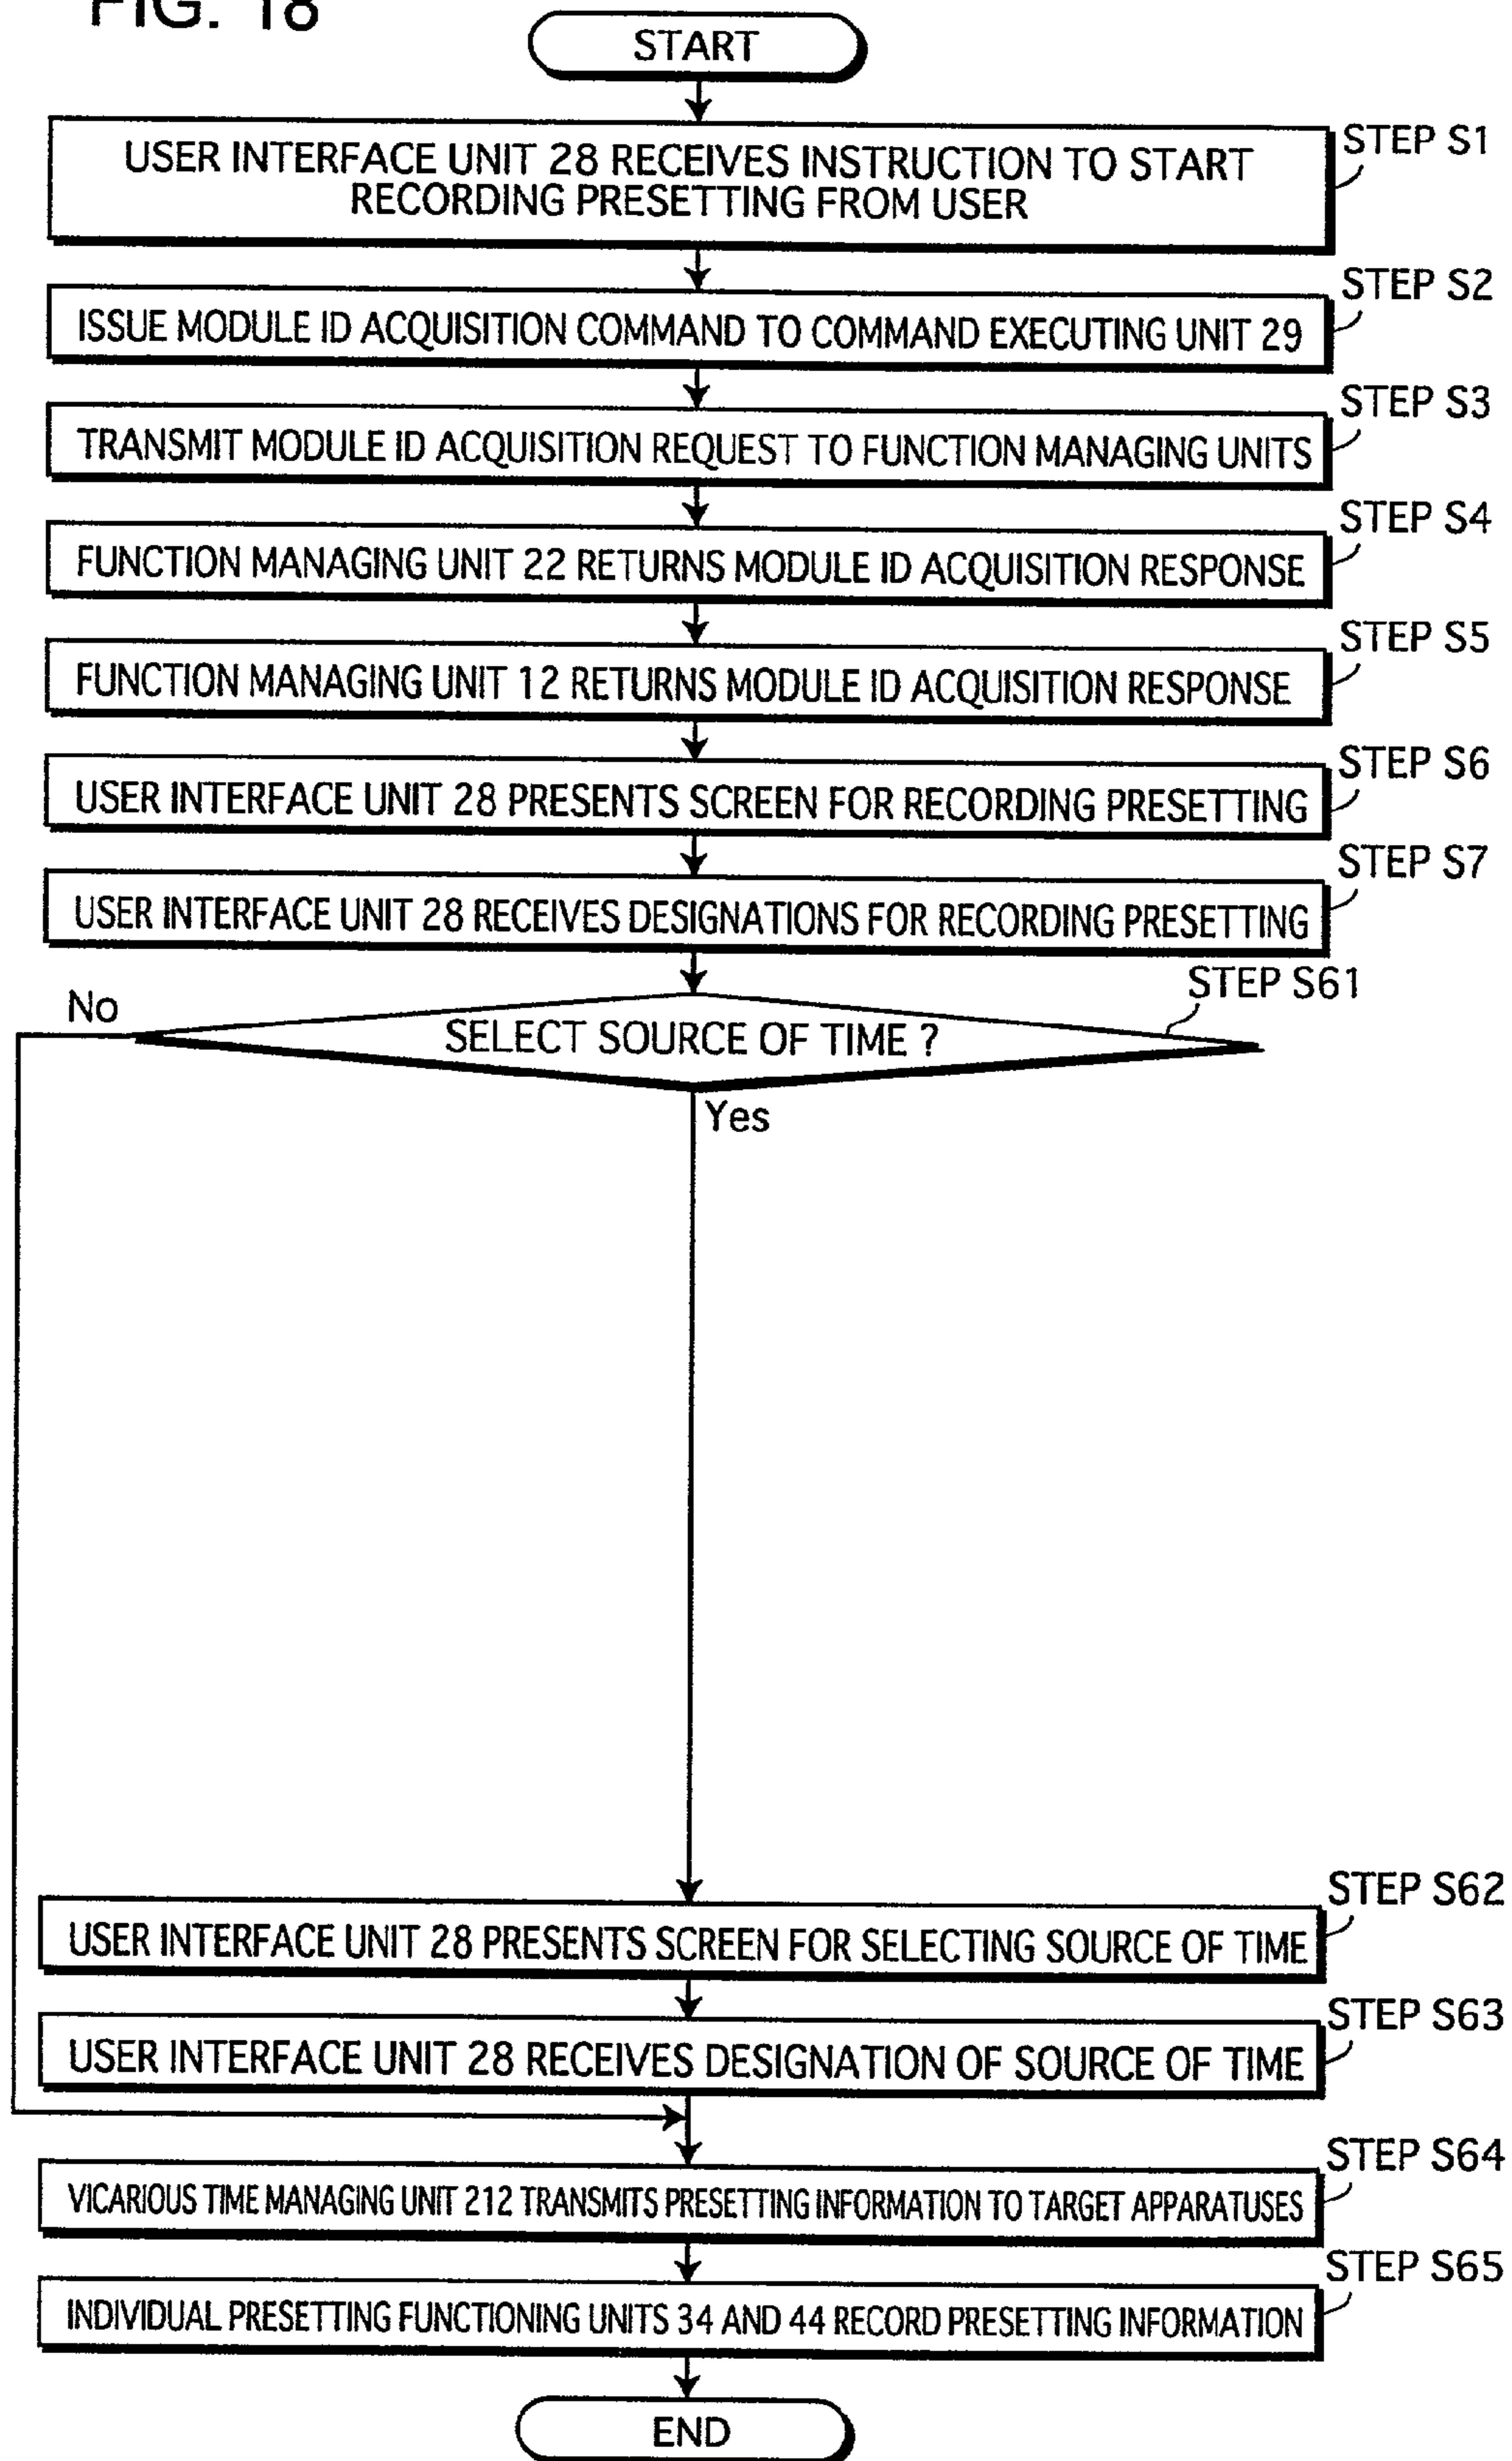 FIG. 18
START
STEP S1
USER INTERFACE UNIT 28 RECEIVES INSTRUCTION TO START
RECORDING PRESETTING FROM USER
STEP S2
ISSUE MODULE ID ACQUISITION COMMAND TO COMMAND EXECUTING UNIT 29
STEP S3
TRANSMIT MODULE ID ACQUISITION REQUEST TO FUNCTION MANAGING UNITS
STEP S4
FUNCTION MANAGING UNIT 22 RETURNS MODULE ID ACQUISITION RESPONSE
STEP S5
FUNCTION MANAGING UNIT 12 RETURNS MODULE ID ACQUISITION RESPONSE
STEP S6
USER INTERFACE UNIT 28 PRESENTS SCREEN FOR RECORDING PRESETTING
STEP S7
USER INTERFACE UNIT 28 RECEIVES DESIGNATIONS FOR RECORDING PRESETTING
STEP S61
No
SELECT SOURCE OF TIME ?
Yes
STEP S62
USER INTERFACE UNIT 28 PRESENTS SCREEN FOR SELECTING SOURCE OF TIME
STEP S63
USER INTERFACE UNIT 28 RECEIVES DESIGNATION OF SOURCE OF TIME
STEP S64
VICARIOUS TIME MANAGING UNIT 212 TRANSMITS PRESETTING INFORMATION TO TARGET APPARATUSES
STEP S65
INDIVIDUAL PRESETTING FUNCTIONING UNITS 34 AND 44 RECORD PRESETTING INFORMATION
END